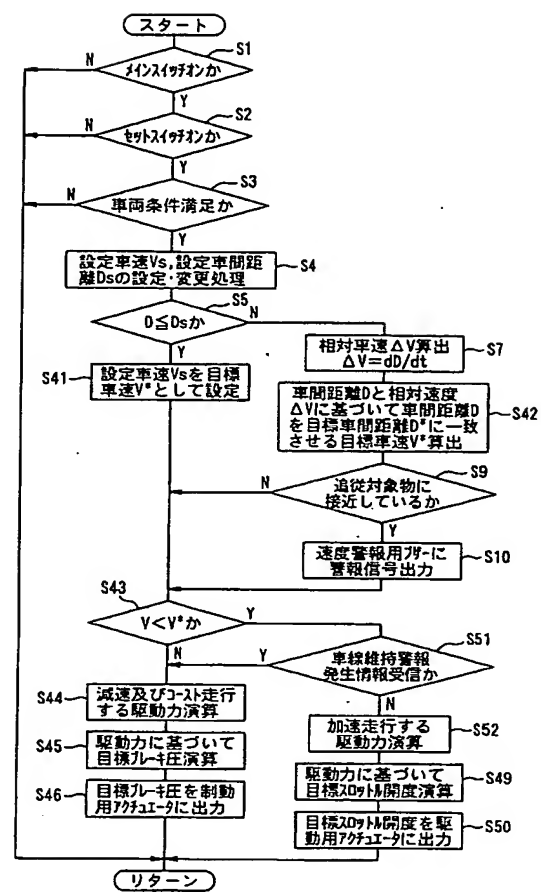 スタート
S1
メインスイッチオンか
N
Y
S2
セットスイッチオンか
N
Y
S3
車両条件満足か
N
Y
設定車速Vs,設定車間距
離Dsの設定・変更処理
S4
S5
D≦Dsか
N
Y
S41
設定車速Vsを目標
車速V*として設定
相対車速ΔV算出
ΔV=dD/dt
S7
車間距離Dと相対速度
ΔVに基づいて車間距離D
を目標車間距離D*に一致
させる目標車速V*算出
S42
S9
追従対象物に
接近しているか
N
Y
速度警報用ブザーに
警報信号出力
S10
S43
V<V*か
Y
N
S51
車線維持警報
発生情報受信か
Y
N
S44
減速及びコースト走行
する駆動力演算
加速走行する
駆動力演算
S52
S45
駆動力に基づいて
目標ブレーキ圧演算
駆動力に基づいて
目標スロットル開度演算
S49
S46
目標ブレーキ圧を制動
用アクチュエータに出力
目標スロットル開度を駆
動用アクチュエータに出力
S50
リターン